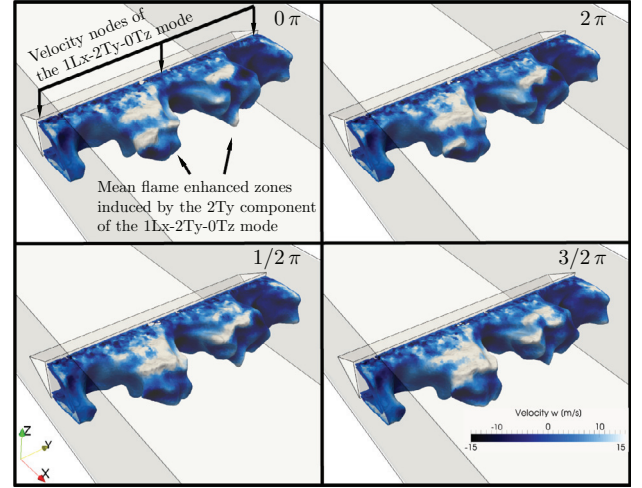 Velocity nodes of
the 1Lx-2Ty-0Tz mode
0 π
2 π
Mean flame enhanced zones
induced by the 2Ty component
of the 1Lx-2Ty-0Tz mode
1/2 π
3/2 π
Z
Y
X
Velocity w (m/s)
-10 0 10
-15 15